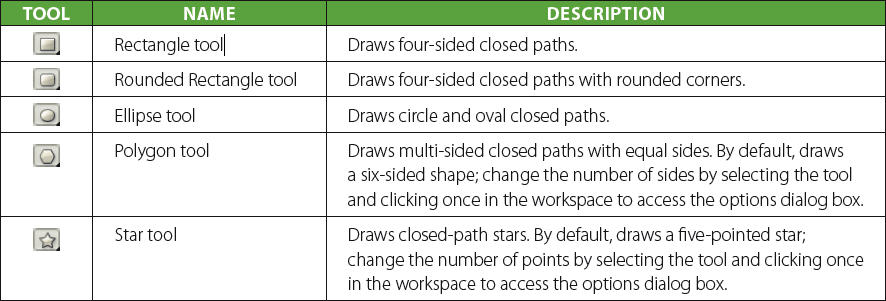 TOOL NAME DESCRIPTION
Rectangle tool Draws four-sided closed paths.
Rounded Rectangle tool Draws four-sided closed paths with rounded corners.
Ellipse tool Draws circle and oval closed paths.
Polygon tool Draws multi-sided closed paths with equal sides. By default, draws
a six-sided shape; change the number of sides by selecting the tool
and clicking once in the workspace to access the options dialog box.
Star tool Draws closed-path stars. By default, draws a five-pointed star;
change the number of points by selecting the tool and clicking once
in the workspace to access the options dialog box.